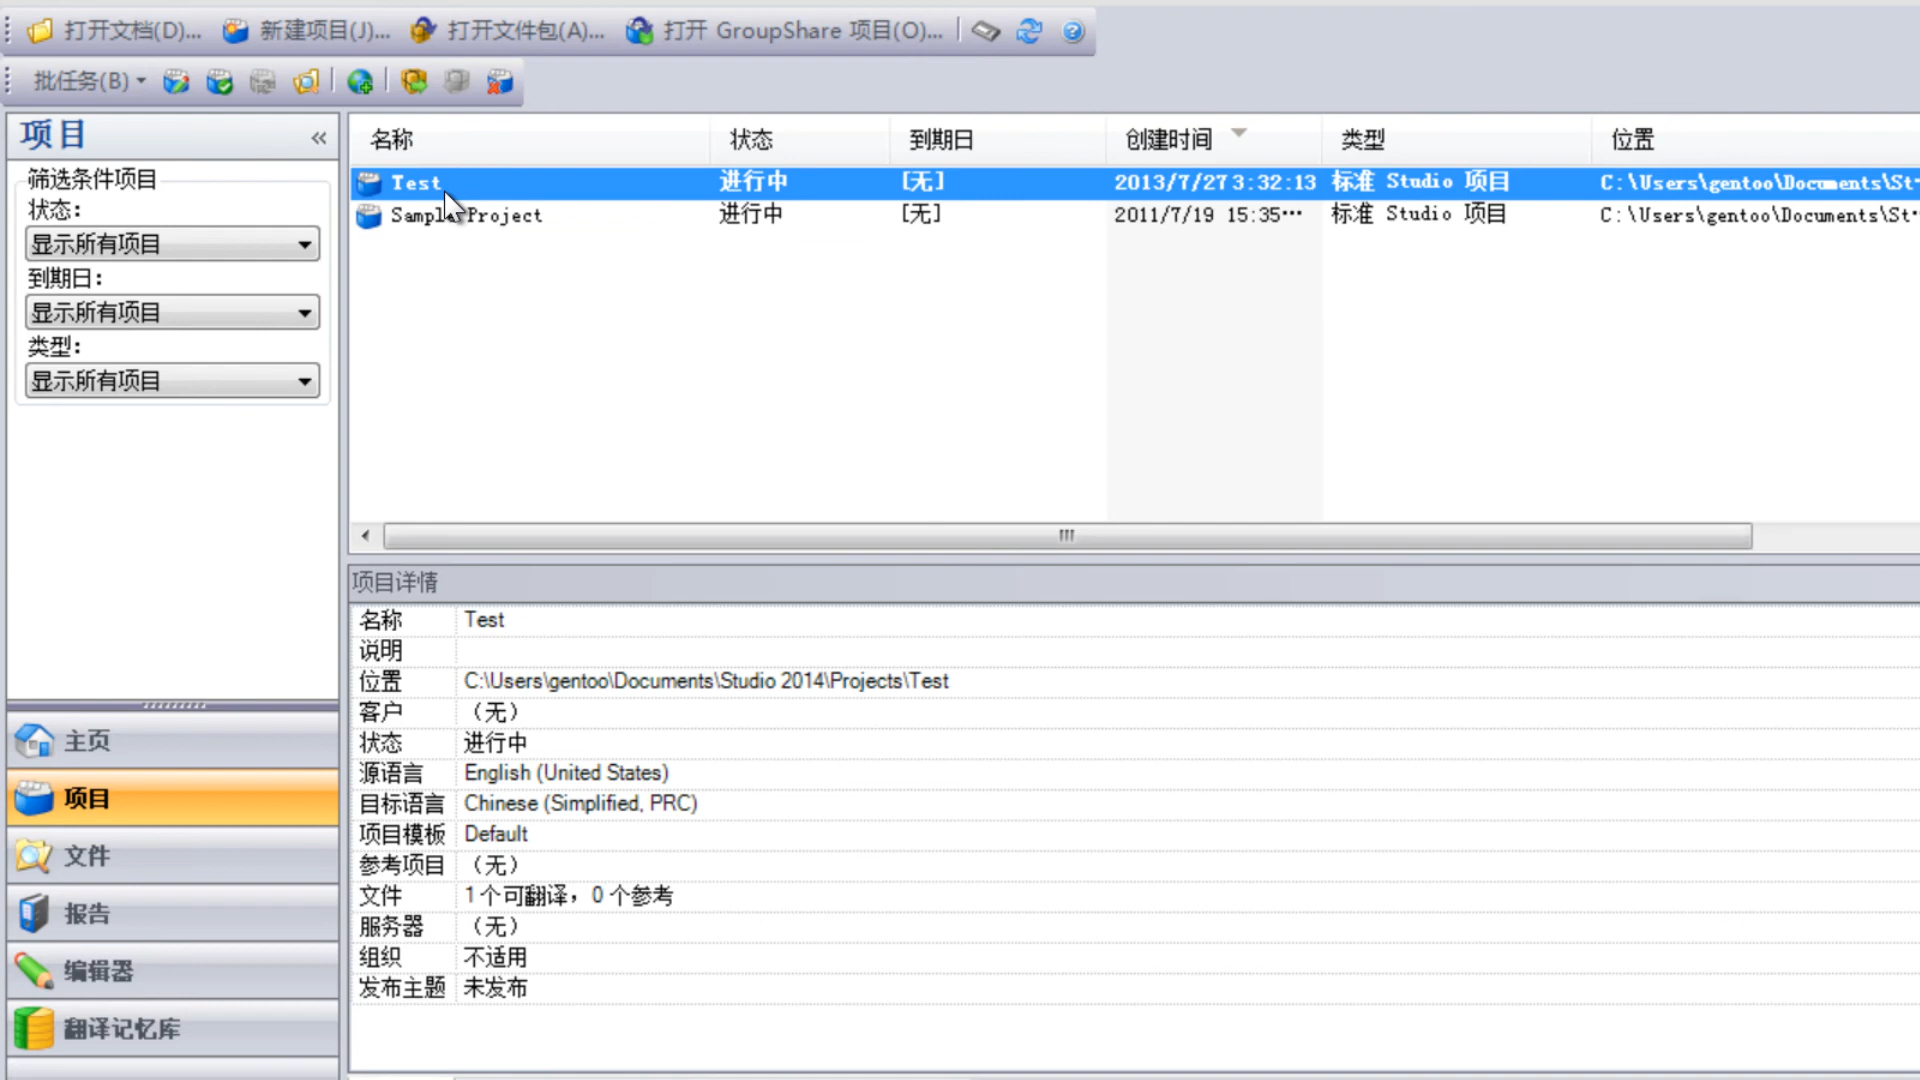 打开文档(D)... 新建项目(J)... 打开文件包(A)... 打开 GroupShare 项目(O)...
批任务(B)
项目
筛选条件项目
状态:
显示所有项目
到期日:
显示所有项目
类型:
显示所有项目
名称 状态 到期日 创建时间 类型 位置
Test 进行中 [无] 2013/7/27 3:32:13 标准 Studio 项目 C:\Users\gentoo\Documents\St
Sample Project 进行中 [无] 2011/7/19 15:35… 标准 Studio 项目 C:\Users\gentoo\Documents\St
项目详情
名称 Test
说明
位置 C:\Users\gentoo\Documents\Studio 2014\Projects\Test
客户 （无）
状态 进行中
源语言 English (United States)
目标语言 Chinese (Simplified, PRC)
项目模板 Default
参考项目 （无）
文件 1 个可翻译，0 个参考
服务器 （无）
组织 不适用
发布主题 未发布
主页
项目
文件
报告
编辑器
翻译记忆库